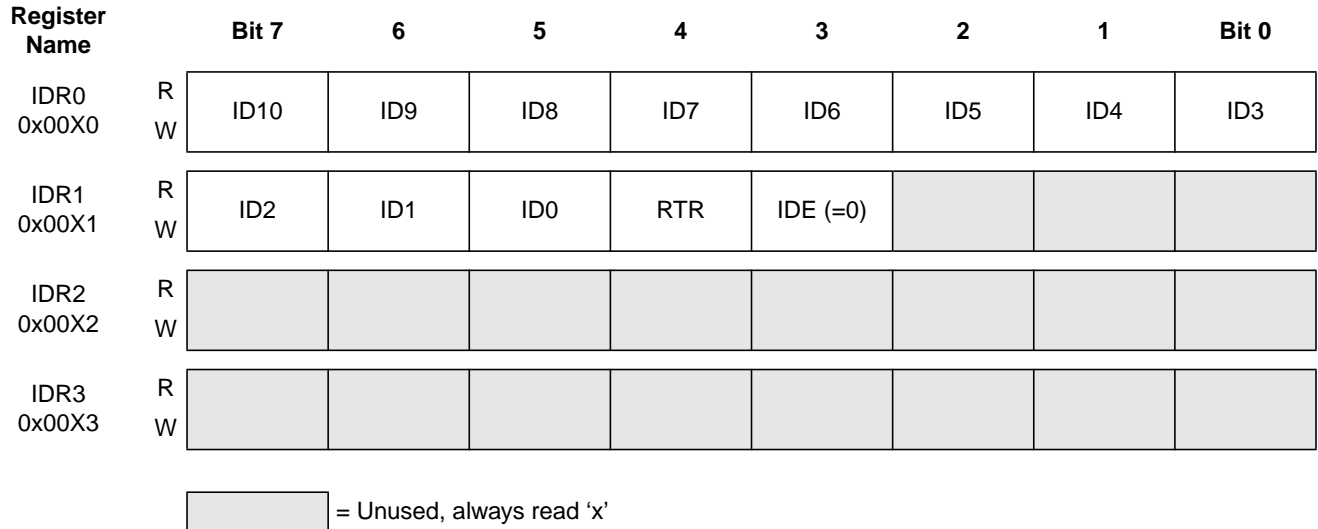 Register Name Bit 7 6 5 4 3 2 1 Bit 0
IDR0 R ID10 ID9 ID8 ID7 ID6 ID5 ID4 ID3
0x00X0 W
IDR1 R ID2 ID1 ID0 RTR IDE (=0)
0x00X1 W
IDR2 R
0x00X2 W
IDR3 R
0x00X3 W
= Unused, always read ‘x’